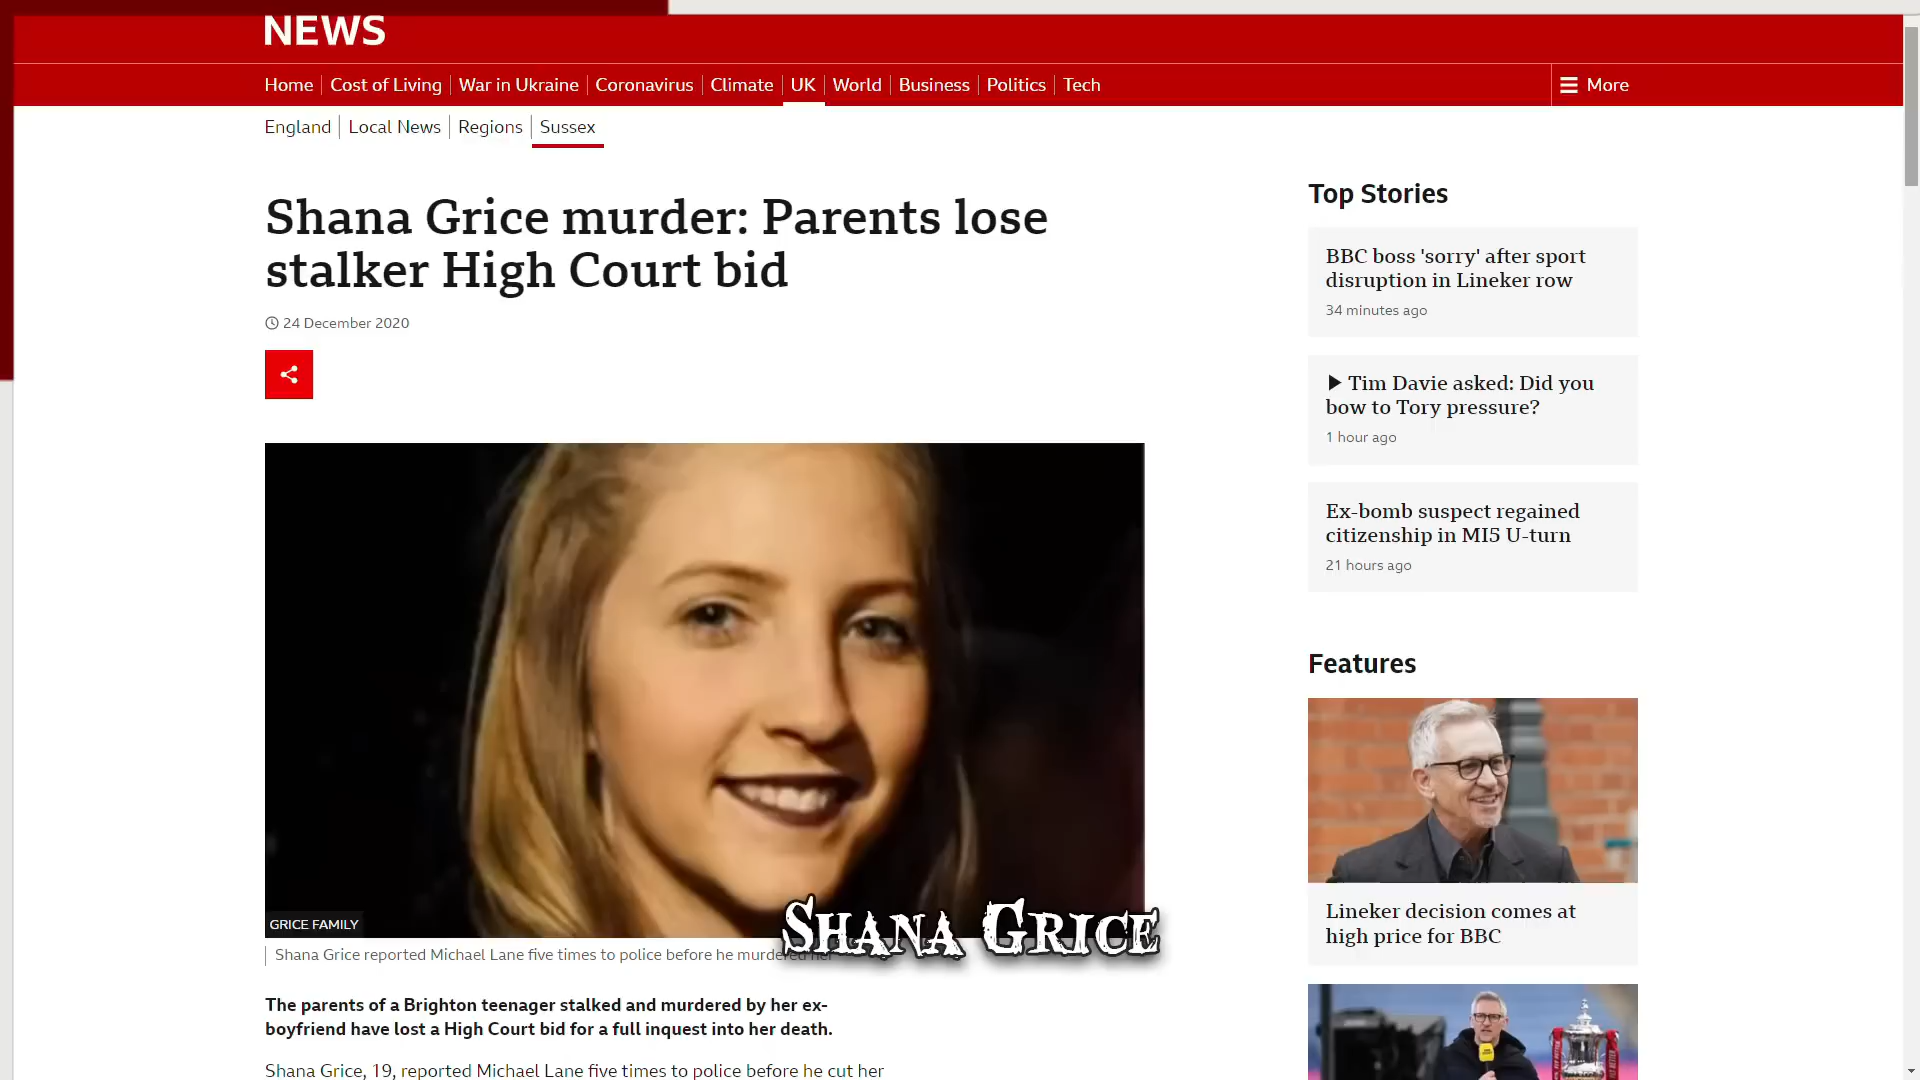 NEWS
Home
Cost of Living
War in Ukraine
Coronavirus
Climate
UK
World
Business
Politics
Tech
More
England
Local News
Regions
Sussex
Shana Grice murder: Parents lose
stalker High Court bid
24 December 2020
GRICE FAMILY
SHANA GRICE
Shana Grice reported Michael Lane five times to police before he murdered her
The parents of a Brighton teenager stalked and murdered by her ex-
boyfriend have lost a High Court bid for a full inquest into her death.
Shana Grice, 19, reported Michael Lane five times to police before he cut her
Top Stories
BBC boss 'sorry' after sport
disruption in Lineker row
34 minutes ago
Tim Davie asked: Did you
bow to Tory pressure?
1 hour ago
Ex-bomb suspect regained
citizenship in MI5 U-turn
21 hours ago
Features
Lineker decision comes at
high price for BBC